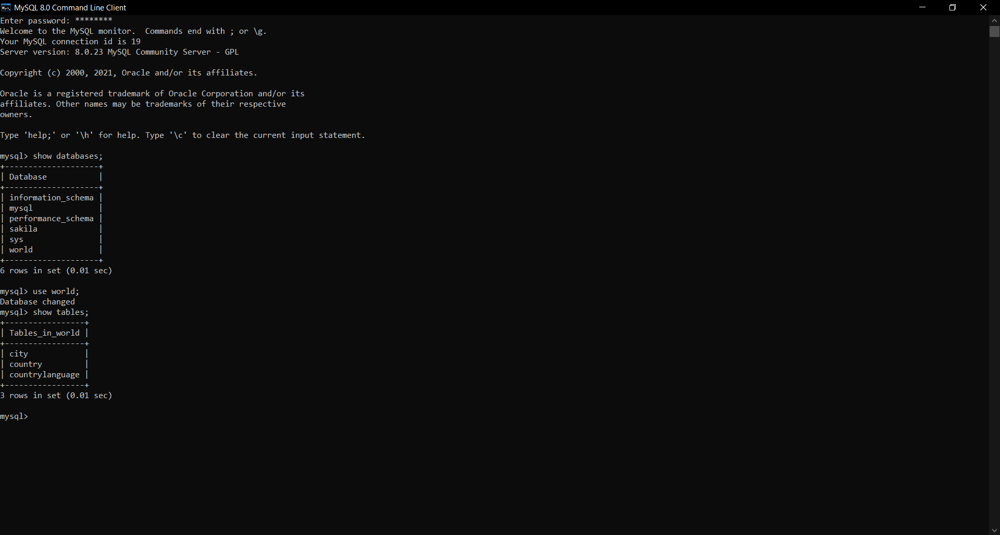 MySQL 8.0 Command Line Client
Enter password: ********
Welcome to the MySQL monitor.  Commands end with ; or \g.
Your MySQL connection id is 19
Server version: 8.0.23 MySQL Community Server - GPL

Copyright (c) 2000, 2021, Oracle and/or its affiliates.

Oracle is a registered trademark of Oracle Corporation and/or its
affiliates. Other names may be trademarks of their respective
owners.

Type 'help;' or '\h' for help. Type '\c' to clear the current input statement.

mysql> show databases;
+--------------------+
| Database           |
+--------------------+
| information_schema |
| mysql              |
| performance_schema |
| sakila             |
| sys                |
| world              |
+--------------------+
6 rows in set (0.01 sec)

mysql> use world;
Database changed
mysql> show tables;
+-----------------+
| Tables_in_world |
+-----------------+
| city            |
| country         |
| countrylanguage |
+-----------------+
3 rows in set (0.01 sec)

mysql>